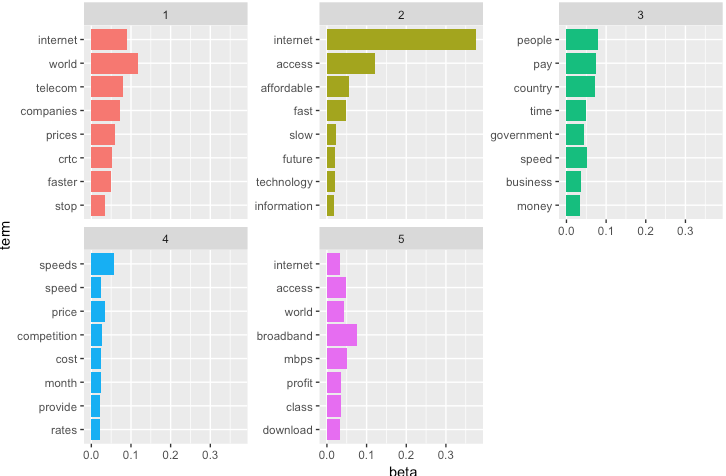 1
internet
world
telecom
companies
prices
crtc
faster
stop
2
internet
access
affordable
fast
slow
future
technology
information
3
people
pay
country
time
government
speed
business
money
0.0 0.1 0.2 0.3
term
4
speeds
speed
price
competition
cost
month
provide
rates
0.0 0.1 0.2 0.3
5
internet
access
world
broadband
mbps
profit
class
download
0.0 0.1 0.2 0.3
beta